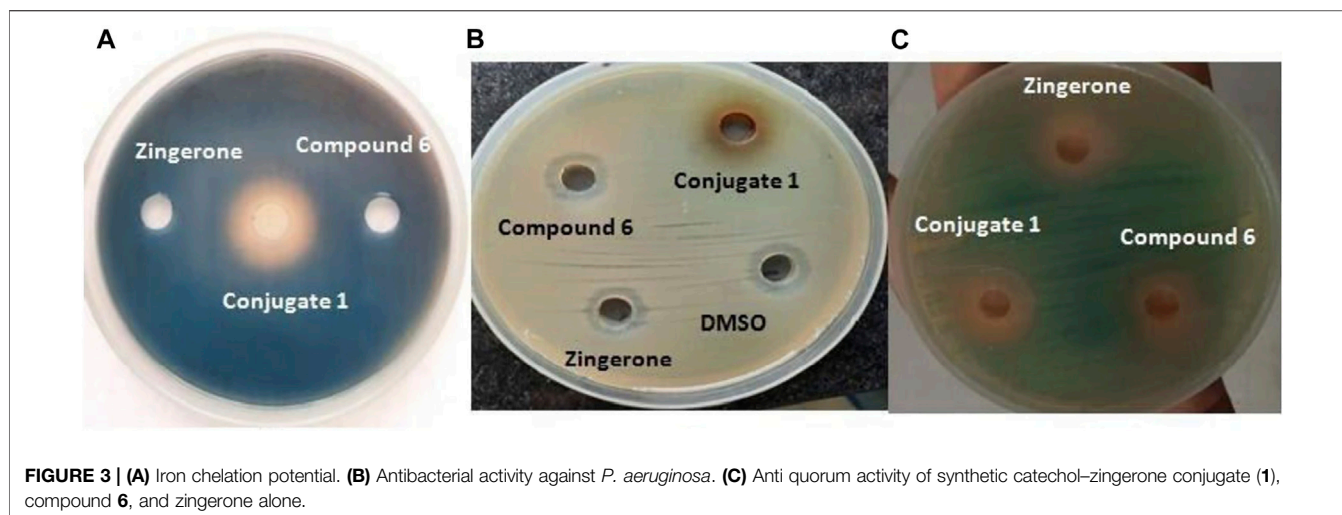 A
B
C
Zingerone
Compound 6
Conjugate 1
Conjugate 1
Compound 6
DMSO
Zingerone
Zingerone
Conjugate 1
Compound 6
FIGURE 3 | (A) Iron chelation potential. (B) Antibacterial activity against P. aeruginosa. (C) Anti quorum activity of synthetic catechol–zingerone conjugate (1),
compound 6, and zingerone alone.